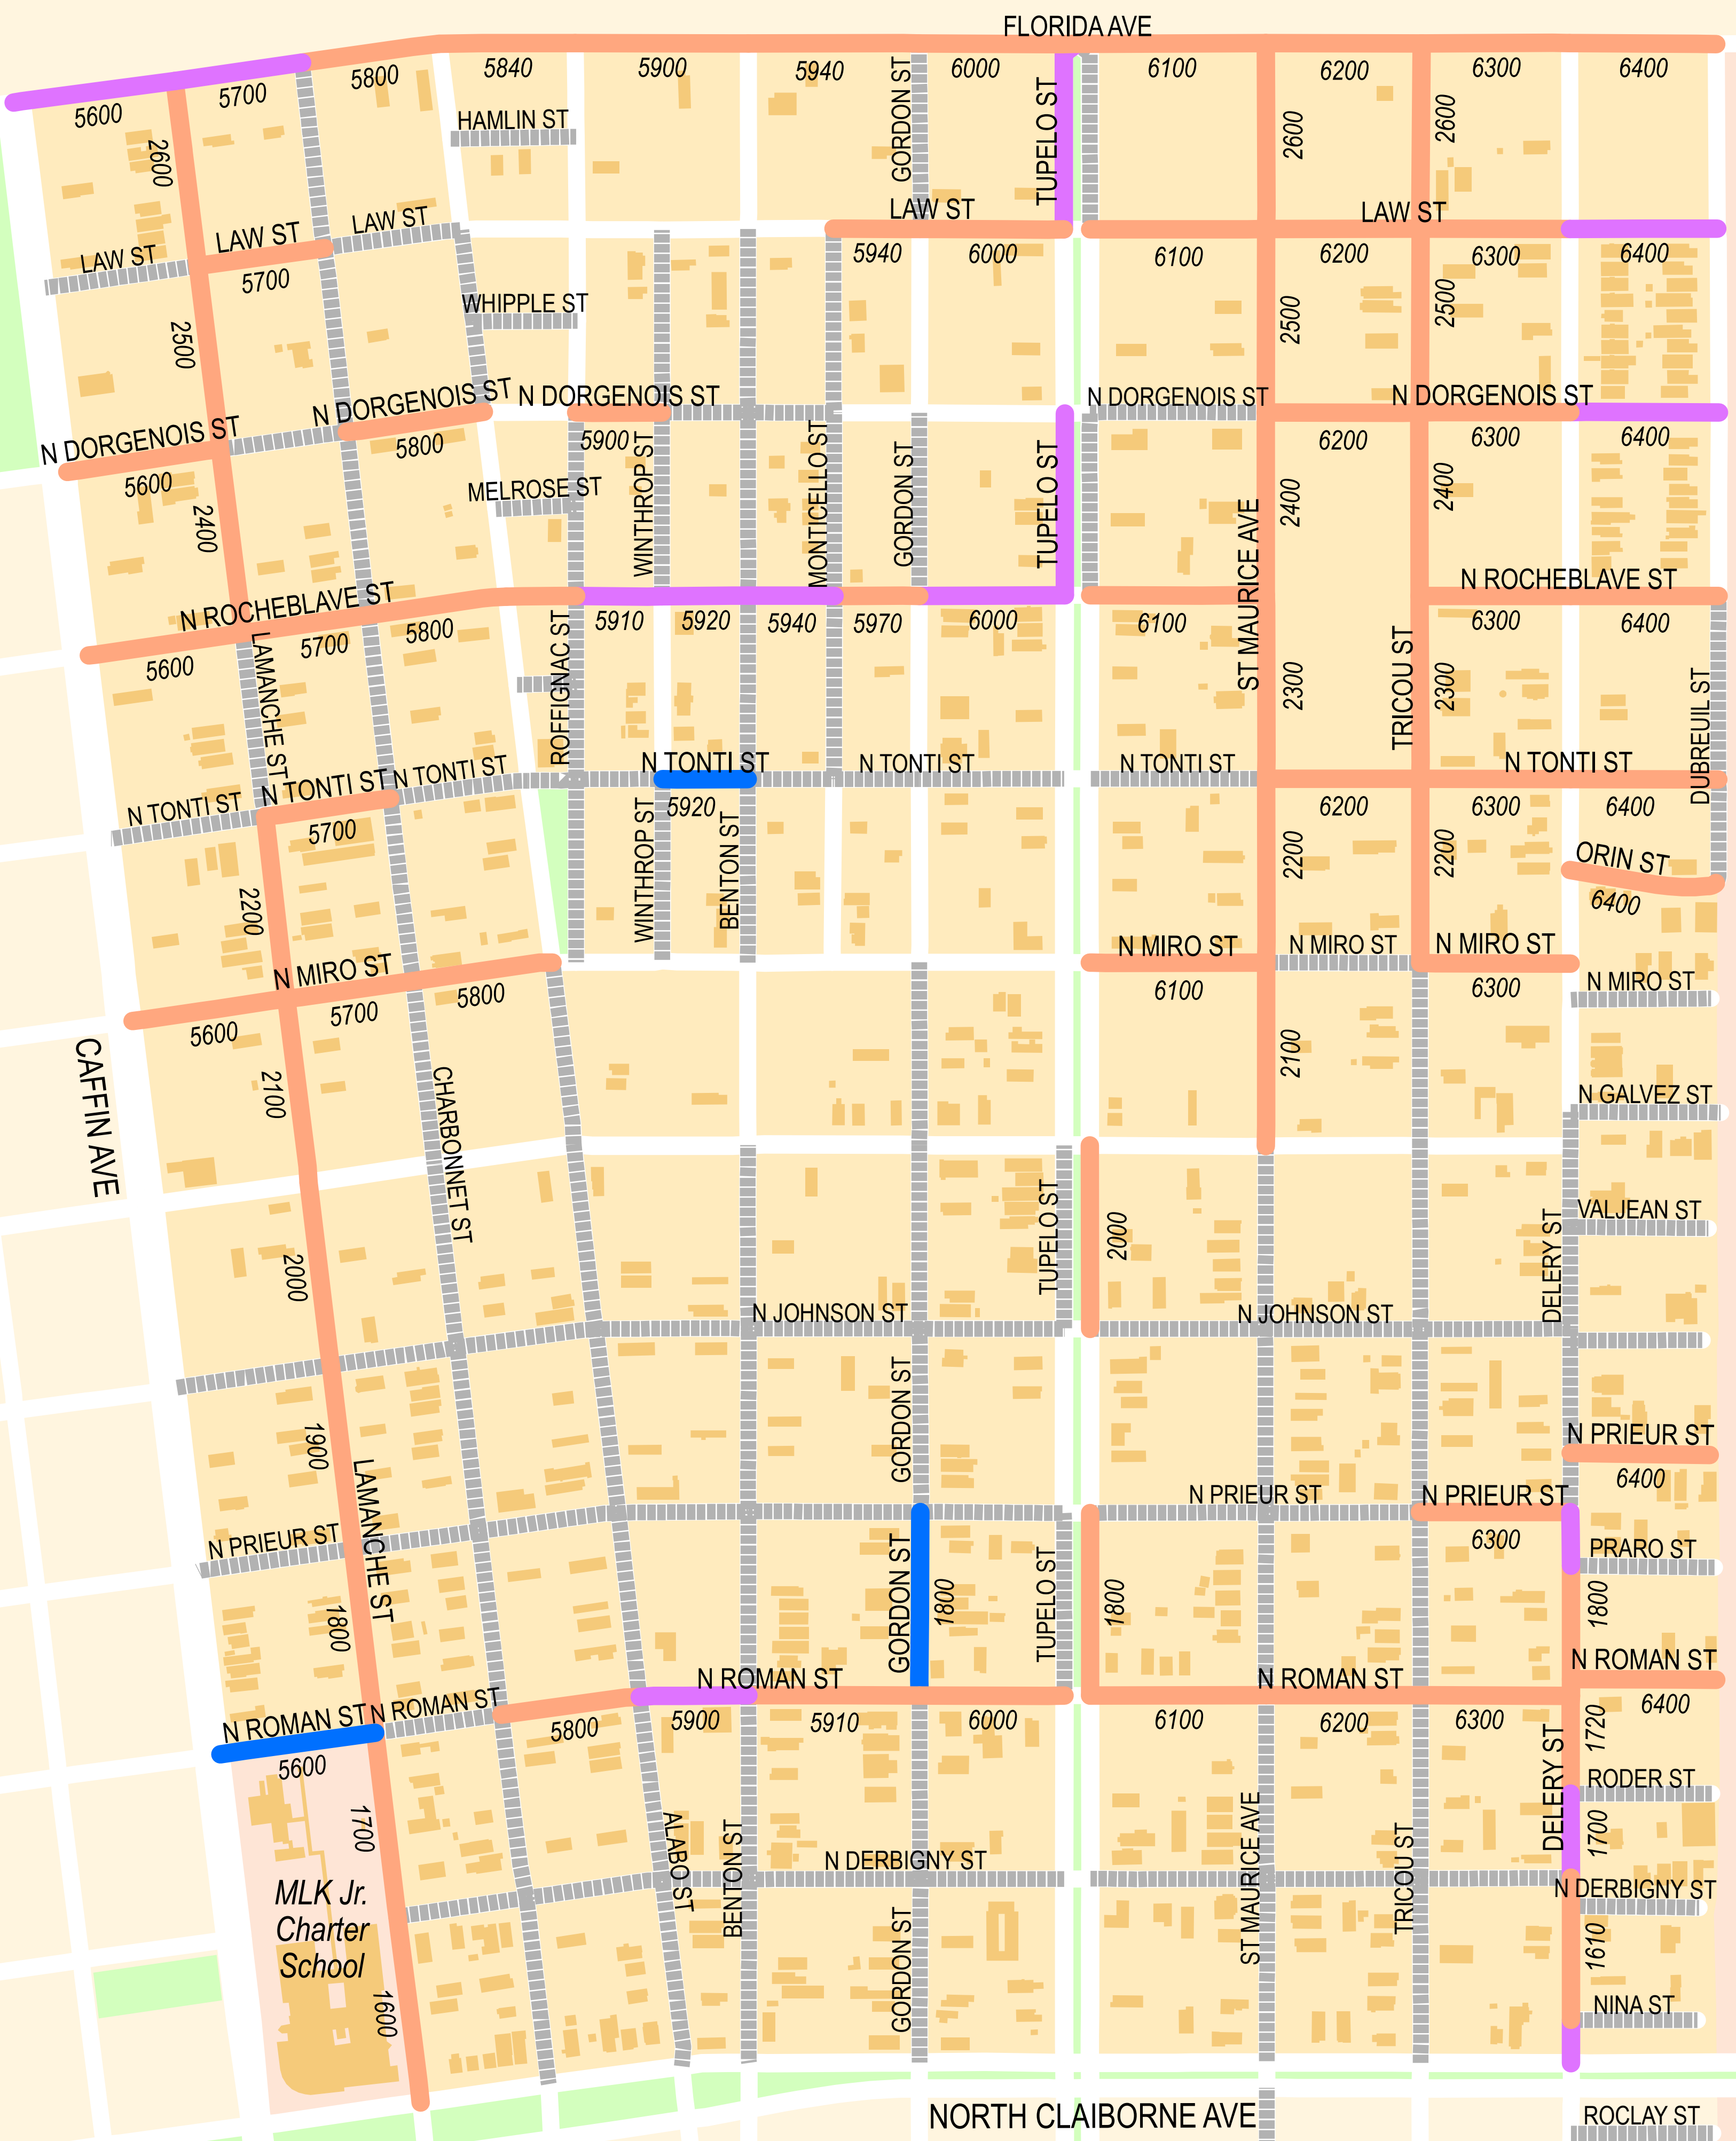 FLORIDA AVE
5600
5700
5800
5840
5900
5940
6000
6100
6200
6300
6400
HAMLIN ST
GORDON ST
TUPELO ST
2600
2600
2600
LAW ST
LAW ST
LAW ST
LAW ST
LAW ST
5700
5940
6000
6100
6200
6300
6400
WHIPPLE ST
2500
2500
2500
N DORGENOIS ST
N DORGENOIS ST
N DORGENOIS ST
N DORGENOIS ST
N DORGENOIS ST
5600
5800
5900
6200
6300
6400
MELROSE ST
WINTHROP ST
MONTICELLO ST
GORDON ST
TUPELO ST
2400
2400
2400
ST MAURICE AVE
N ROCHEBLAVE ST
N ROCHEBLAVE ST
5600
5700
5800
5910
5920
5940
5970
6000
6100
6300
6400
LAMANCHE ST
ROFFIGNAC ST
2300
TRICOU ST
2300
DUBREUIL ST
N TONTI ST
N TONTI ST
N TONTI ST
N TONTI ST
N TONTI ST
N TONTI ST
N TONTI ST
5700
5920
6200
6300
6400
WINTHROP ST
BENTON ST
2200
2200
2200
ORIN ST
6400
N MIRO ST
N MIRO ST
N MIRO ST
N MIRO ST
N MIRO ST
5600
5700
5800
6100
6300
CAFFIN AVE
2100
CHARBONNET ST
2100
N GALVEZ ST
2000
TUPELO ST
2000
DELERY ST
VALJEAN ST
N JOHNSON ST
N JOHNSON ST
1900
LAMANCHE ST
GORDON ST
N PRIEUR ST
6400
N PRIEUR ST
N PRIEUR ST
N PRIEUR ST
6300
PRARO ST
1800
GORDON ST
1800
TUPELO ST
1800
1800
N ROMAN ST
N ROMAN ST
N ROMAN ST
N ROMAN ST
N ROMAN ST
5600
5800
5900
5910
6000
6100
6200
6300
6400
1720
DELERY ST
RODER ST
1700
1700
ALABO ST
BENTON ST
ST MAURICE AVE
TRICOU ST
N DERBIGNY ST
N DERBIGNY ST
MLK Jr.
Charter
School
1600
GORDON ST
1610
NINA ST
NORTH CLAIBORNE AVE
ROCLAY ST